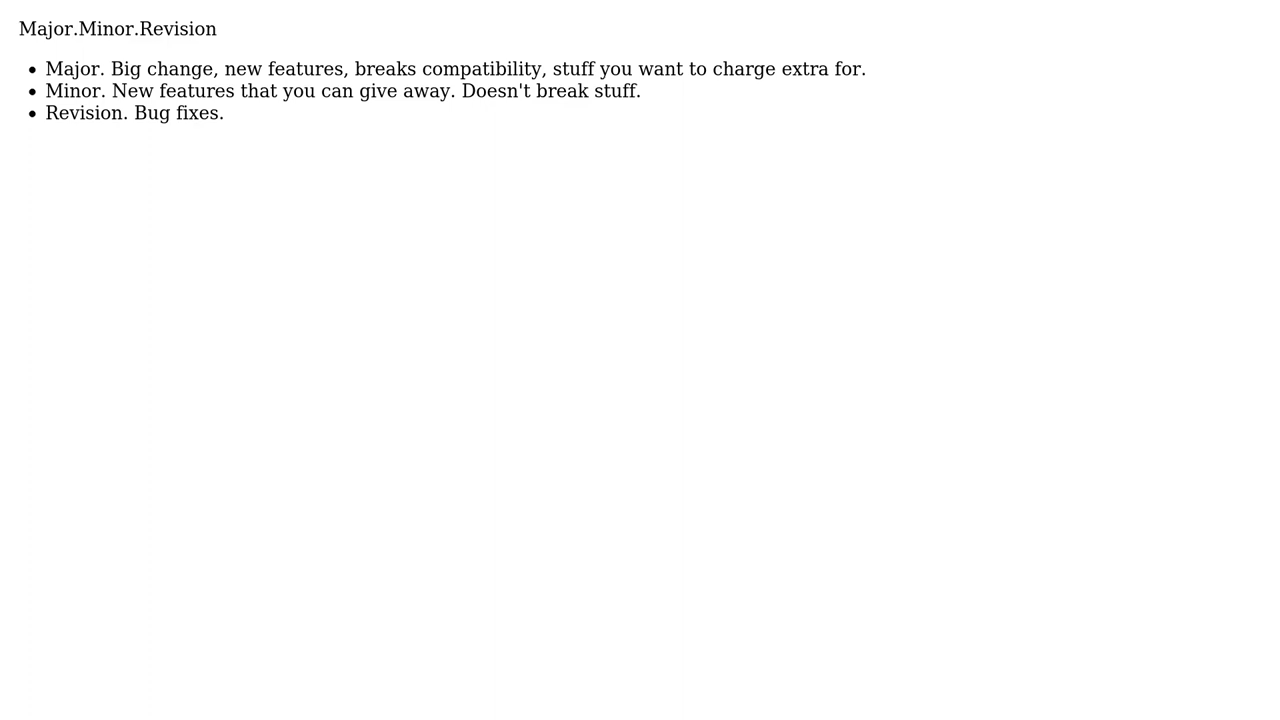 Major.Minor.Revision
• Major. Big change, new features, breaks compatibility, stuff you want to charge extra for.
• Minor. New features that you can give away. Doesn't break stuff.
• Revision. Bug fixes.